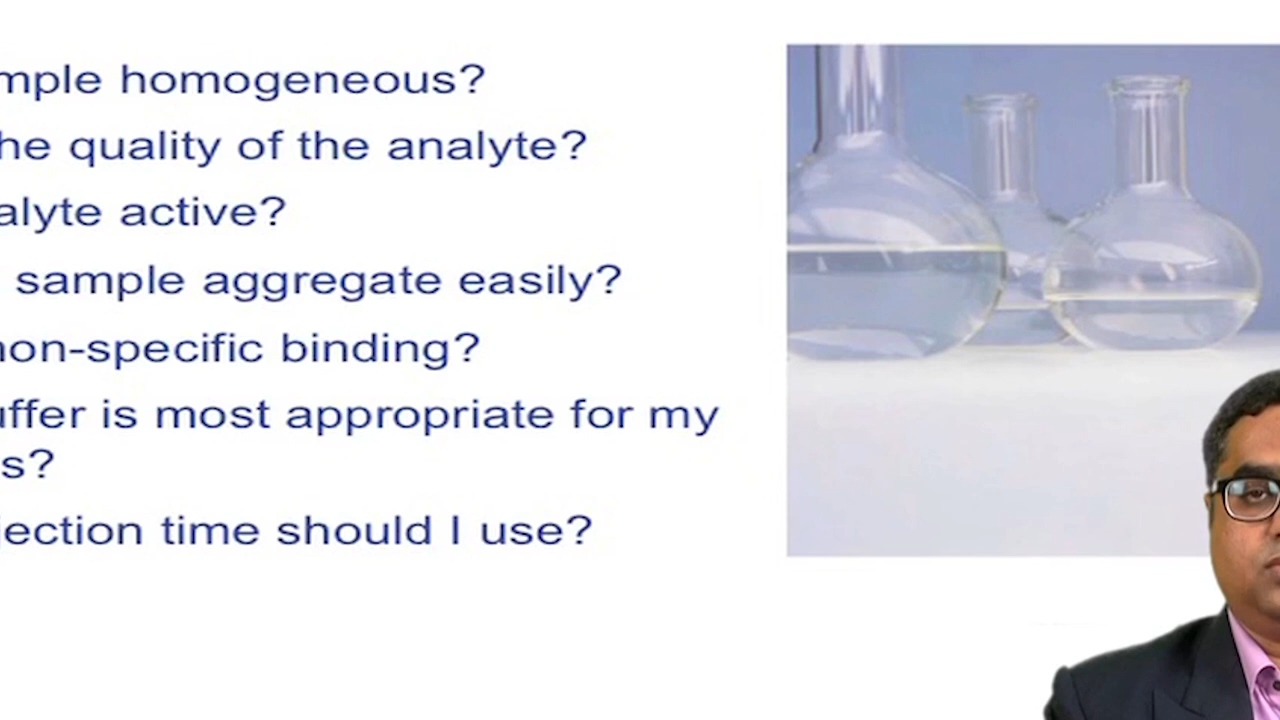 mple homogeneous?
he quality of the analyte?
alyte active?
sample aggregate easily?
non-specific binding?
uffer is most appropriate for my
s?
jection time should I use?